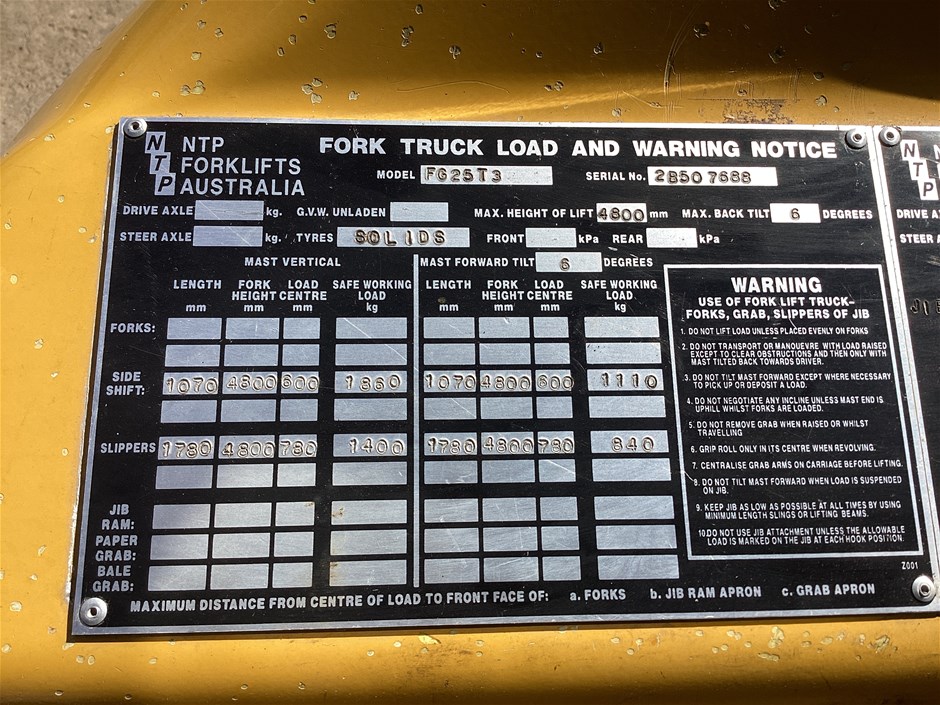 NTP
NTP FORKLIFTS AUSTRALIA
FORK TRUCK LOAD AND WARNING NOTICE
MODEL FG25T3 SERIAL No. 2B507688
DRIVE AXLE kg. G.V.W. UNLADEN MAX. HEIGHT OF LIFT 4800 mm MAX. BACK TILT 6 DEGREES
STEER AXLE kg. TYRES SOLIDS FRONT kPa REAR kPa
MAST VERTICAL MAST FORWARD TILT 6 DEGREES
LENGTH mm FORK HEIGHT mm LOAD CENTRE mm SAFE WORKING LOAD kg LENGTH mm FORK HEIGHT mm LOAD CENTRE mm SAFE WORKING LOAD kg
FORKS:
SIDE SHIFT: 1070 4800 600 1860 1070 4800 600 1110
SLIPPERS 1780 4800 780 1400 1780 4800 780 840
JIB RAM:
PAPER GRAB:
BALE GRAB:
WARNING
USE OF FORK LIFT TRUCK-
FORKS, GRAB, SLIPPERS OF JIB
1. DO NOT LIFT LOAD UNLESS PLACED EVENLY ON FORKS
2. DO NOT TRANSPORT OR MANOUEVRE WITH LOAD RAISED
EXCEPT TO CLEAR OBSTRUCTIONS AND THEN ONLY WITH
MAST TILTED BACK TOWARDS DRIVER.
3. DO NOT TILT MAST FORWARD EXCEPT WHERE NECESSARY
TO PICK UP OR DEPOSIT A LOAD.
4. DO NOT NEGOTIATE ANY INCLINE UNLESS MAST END IS
UPHILL WHILST FORKS ARE LOADED.
5. DO NOT REMOVE GRAB WHEN RAISED OR WHILST
TRAVELLING
6. GRIP ROLL ONLY IN ITS CENTRE WHEN REVOLVING.
7. CENTRALISE GRAB ARMS ON CARRIAGE BEFORE LIFTING.
8. DO NOT TILT MAST FORWARD WHEN LOAD IS SUSPENDED
ON JIB.
9. KEEP JIB AS LOW AS POSSIBLE AT ALL TIMES BY USING
MINIMUM LENGTH SLINGS OR LIFTING BEAMS.
10. DO NOT USE JIB ATTACHMENT UNLESS THE ALLOWABLE
LOAD IS MARKED ON THE JIB AT EACH HOOK POSITION.
Z001
MAXIMUM DISTANCE FROM CENTRE OF LOAD TO FRONT FACE OF: a. FORKS b. JIB RAM APRON c. GRAB APRON
NTP
DRIVE A
STEER A